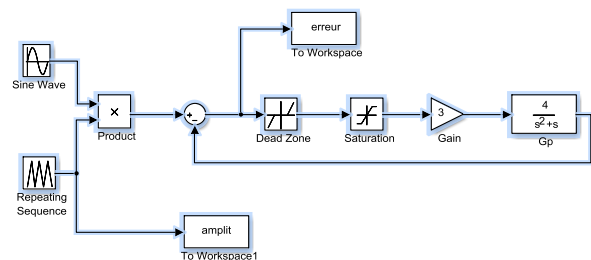 erreur
To Workspace
Sine Wave
×
Product
+
−
Dead Zone
Saturation
3
Gain
4
s²+s
Gp
Repeating
Sequence
amplit
To Workspace1